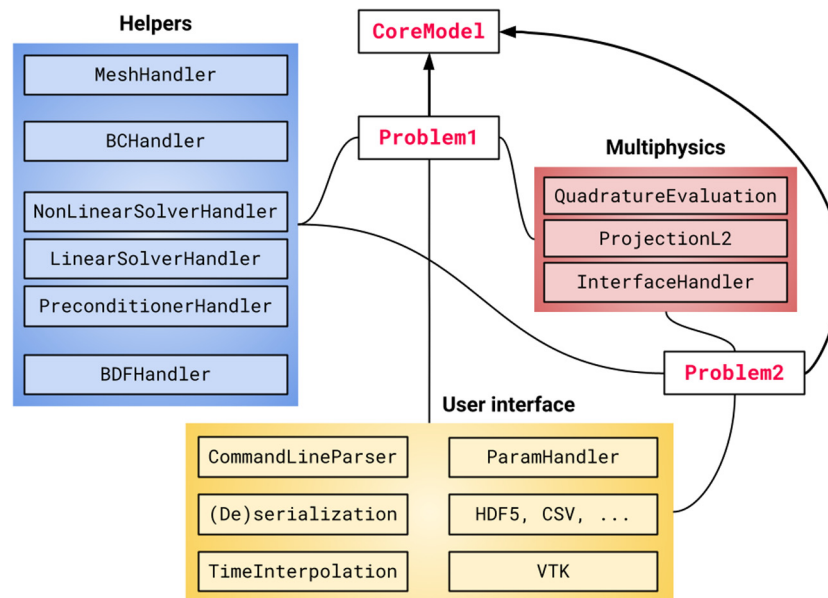 Helpers
MeshHandler
BCHandler
NonLinearSolverHandler
LinearSolverHandler
PreconditionerHandler
BDFHandler
CoreModel
Problem1
Multiphysics
QuadratureEvaluation
ProjectionL2
InterfaceHandler
Problem2
User interface
CommandLineParser
ParamHandler
(De)serialization
HDF5, CSV, ...
TimeInterpolation
VTK